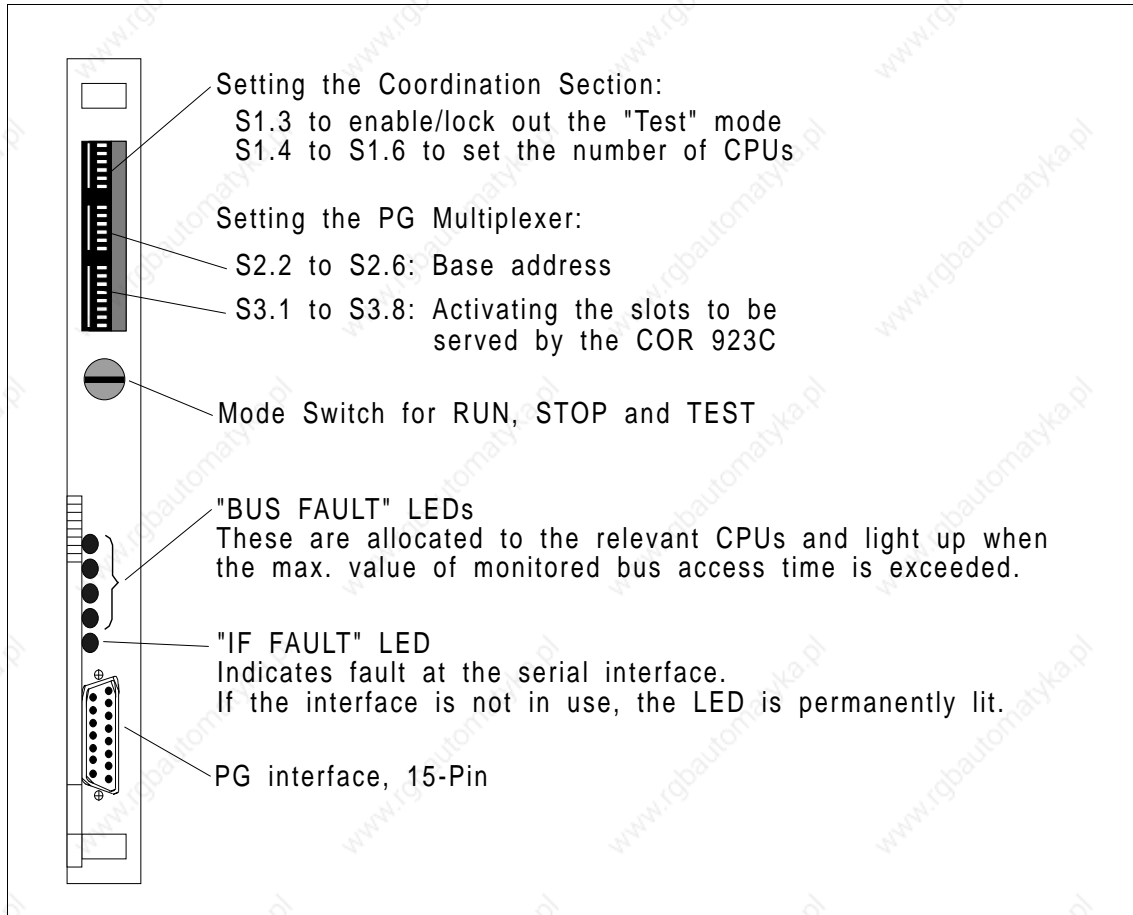 Setting the Coordination Section:
S1.3 to enable/lock out the "Test" mode
S1.4 to S1.6 to set the number of CPUs
Setting the PG Multiplexer:
S2.2 to S2.6: Base address
S3.1 to S3.8: Activating the slots to be
served by the COR 923C
Mode Switch for RUN, STOP and TEST
"BUS FAULT" LEDs
These are allocated to the relevant CPUs and light up when
the max. value of monitored bus access time is exceeded.
"IF FAULT" LED
Indicates fault at the serial interface.
If the interface is not in use, the LED is permanently lit.
PG interface, 15-Pin
www.rgbautomatyka.pl